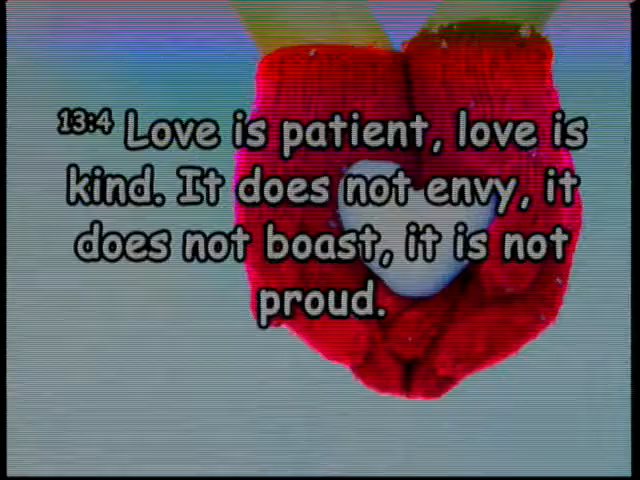 13:4 Love is patient, love is
kind. It does not envy, it
does not boast, it is not
proud.